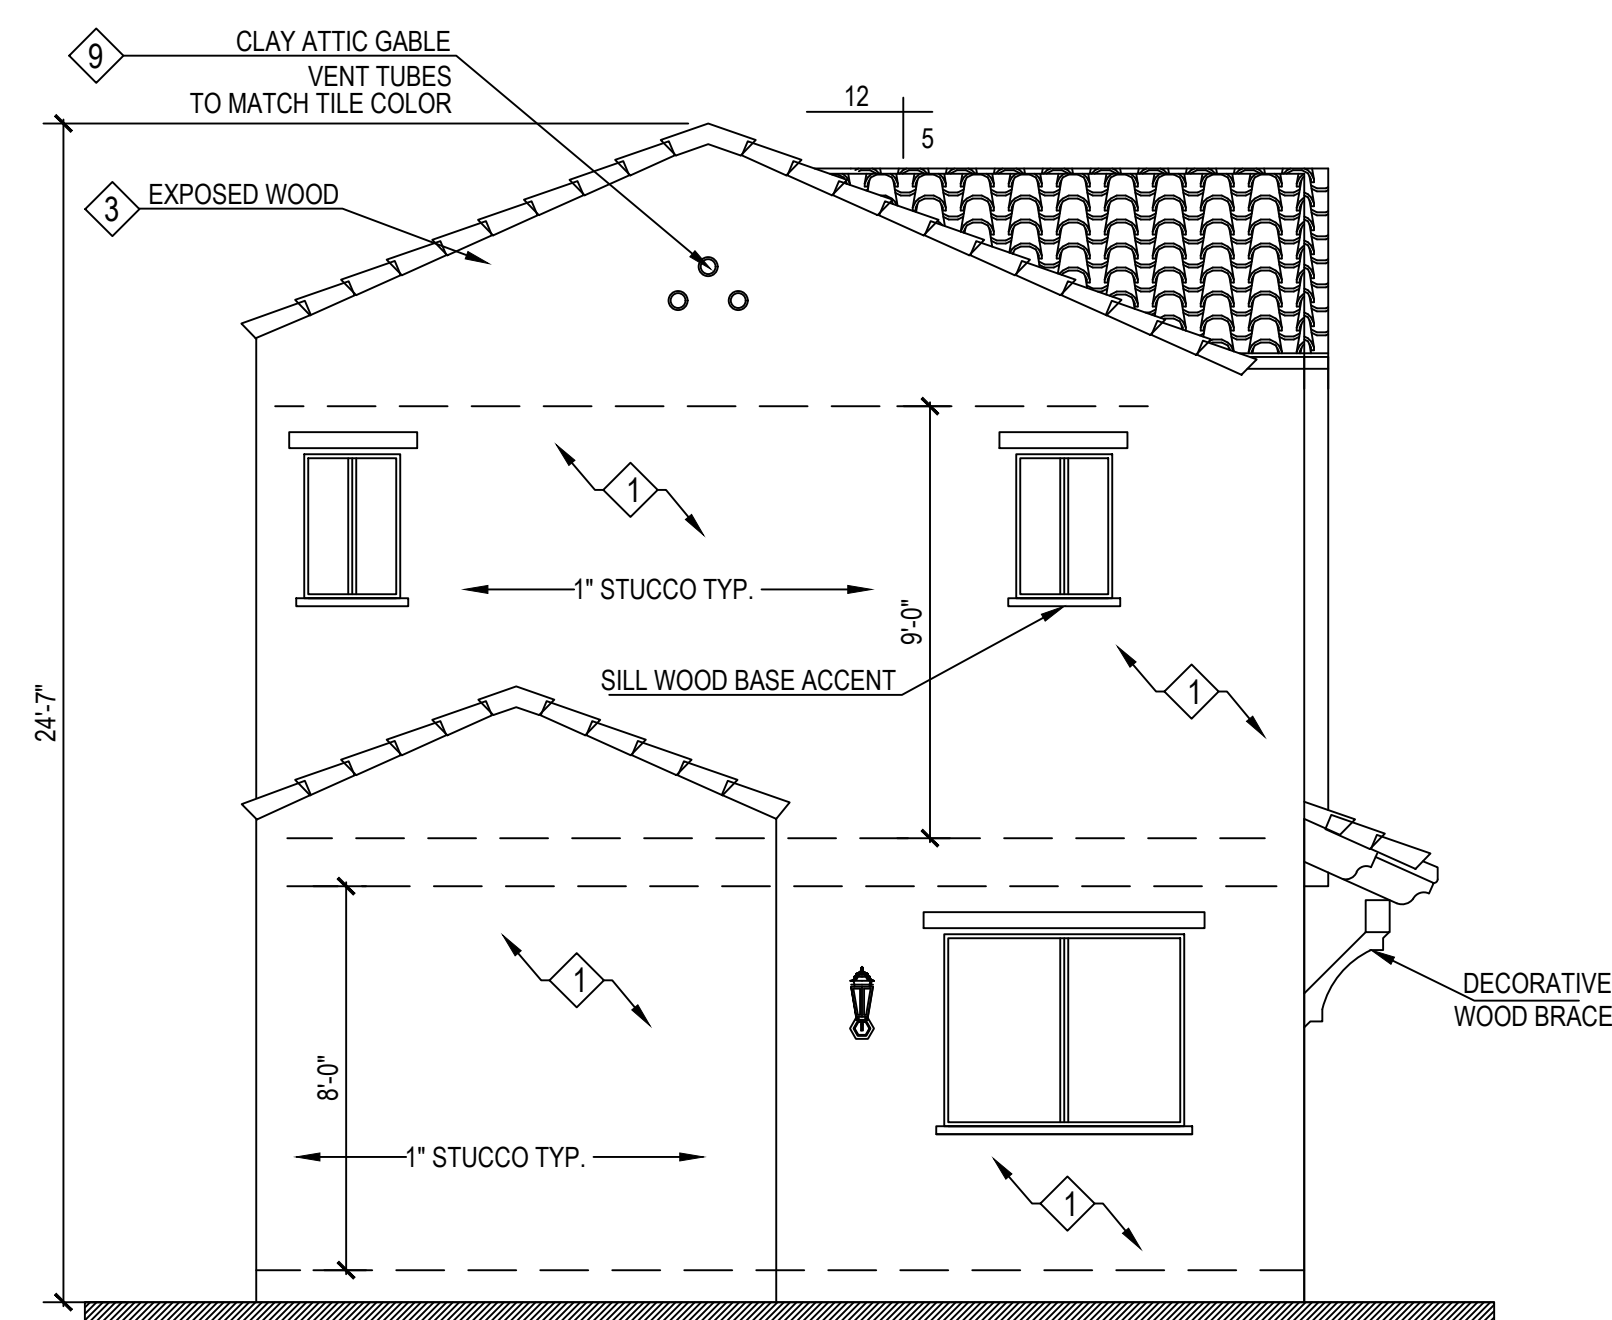 9
CLAY ATTIC GABLE
VENT TUBES
TO MATCH TILE COLOR
12
5
3
EXPOSED WOOD
1
1" STUCCO TYP.
9'-0"
SILL WOOD BASE ACCENT
1
24'-7"
1
8'-0"
DECORATIVE
WOOD BRACE
1" STUCCO TYP.
1